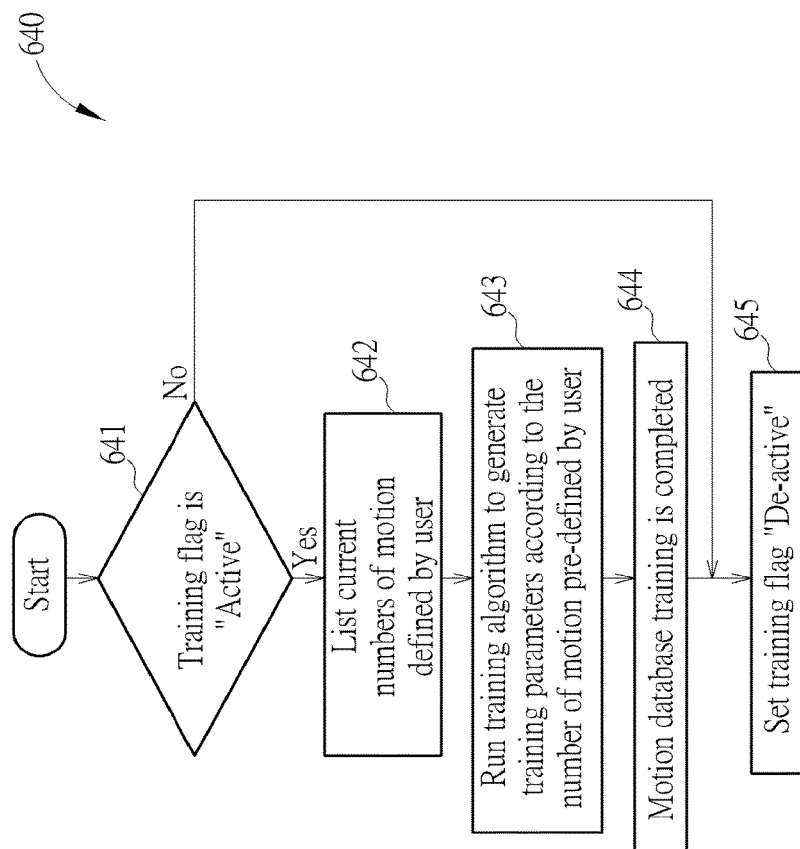 640
Start
641
Training flag is
"Active"
No
Yes
642
List current
numbers of motion
defined by user
643
Run training algorithm to generate
training parameters according to the
number of motion pre-defined by user
644
Motion database training is completed
645
Set training flag "De-active"